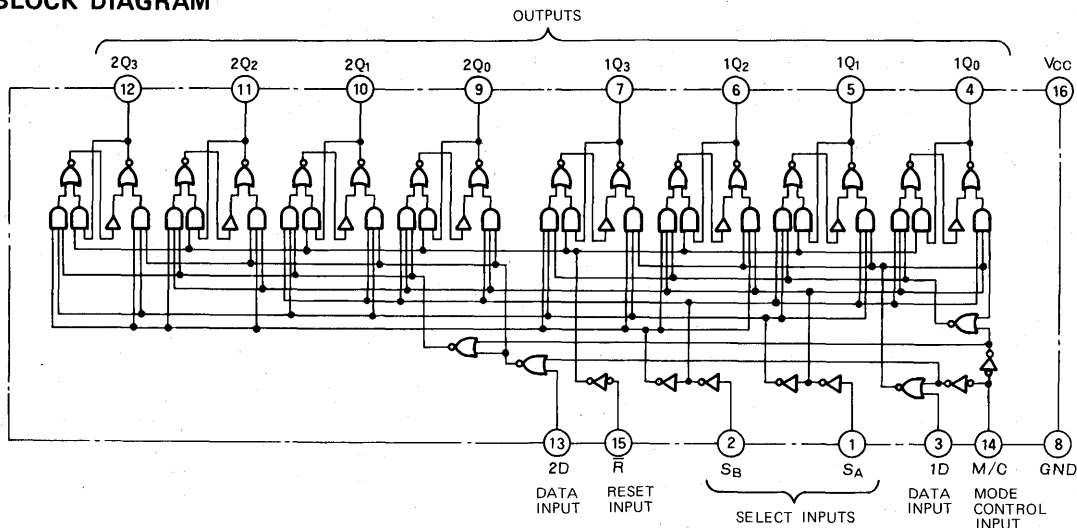 BLOCK DIAGRAM
OUTPUTS
2Q3 2Q2 2Q1 2Q0 1Q3 1Q2 1Q1 1Q0 VCC
12 11 10 9 7 6 5 4 16
13 15 2 1 3 14 8
2D R̅ SB SA 1D M/C GND
DATA INPUT
RESET INPUT
SELECT INPUTS
DATA INPUT
MODE CONTROL INPUT